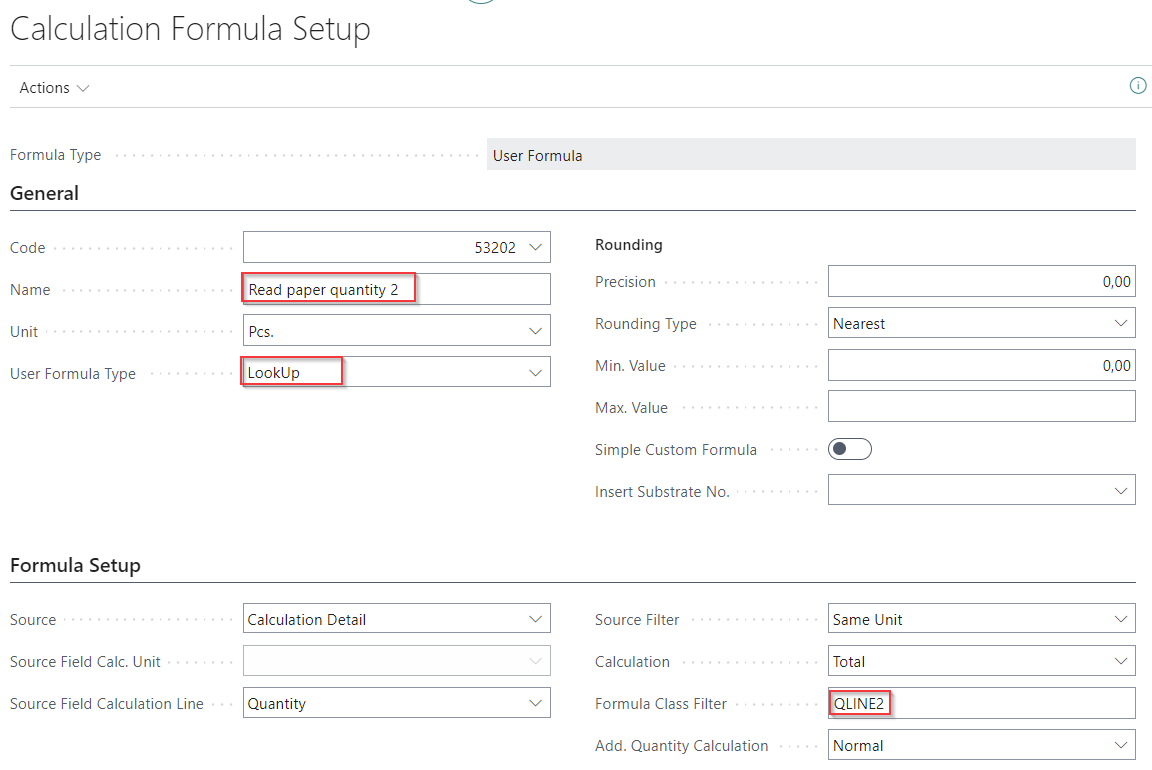 Calculation Formula Setup
Actions
Formula Type User Formula
General
Code 53202
Name Read paper quantity 2
Unit Pcs.
User Formula Type LookUp
Rounding
Precision 0,00
Rounding Type Nearest
Min. Value 0,00
Max. Value
Simple Custom Formula
Insert Substrate No.
Formula Setup
Source Calculation Detail
Source Field Calc. Unit
Source Field Calculation Line Quantity
Source Filter Same Unit
Calculation Total
Formula Class Filter QLINE2
Add. Quantity Calculation Normal